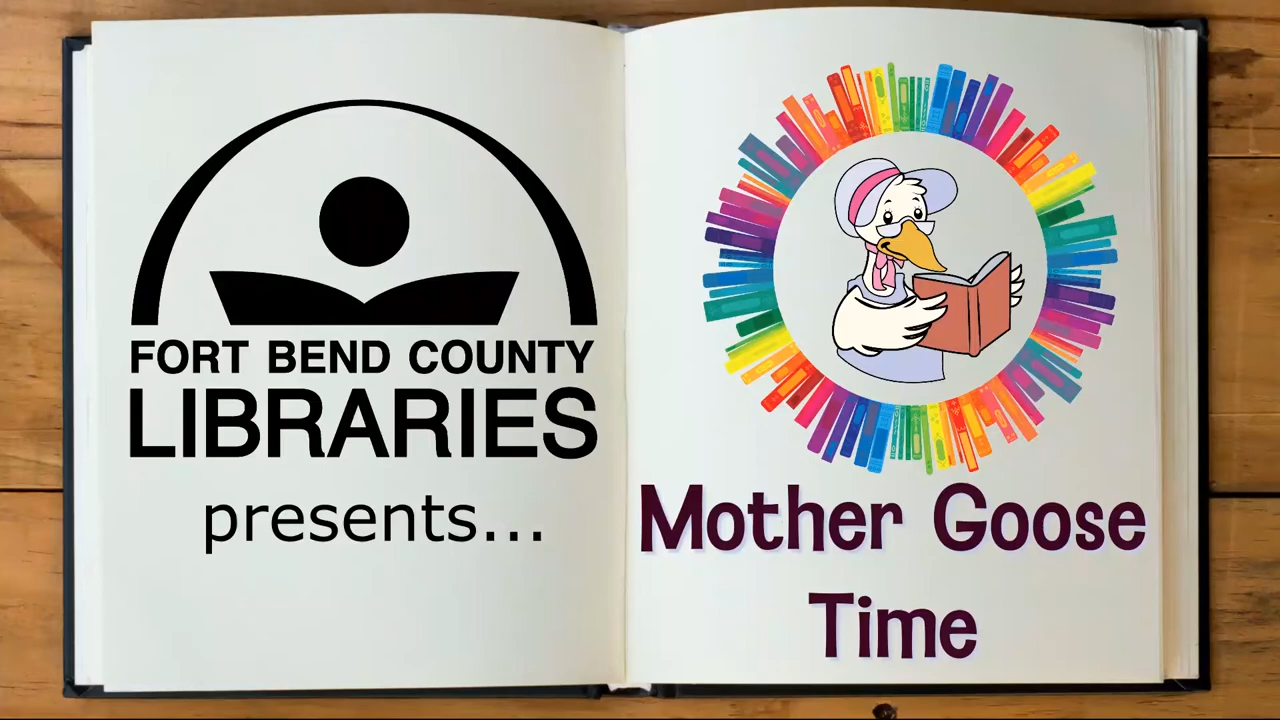 FORT BEND COUNTY
LIBRARIES
presents...
Mother Goose
Time